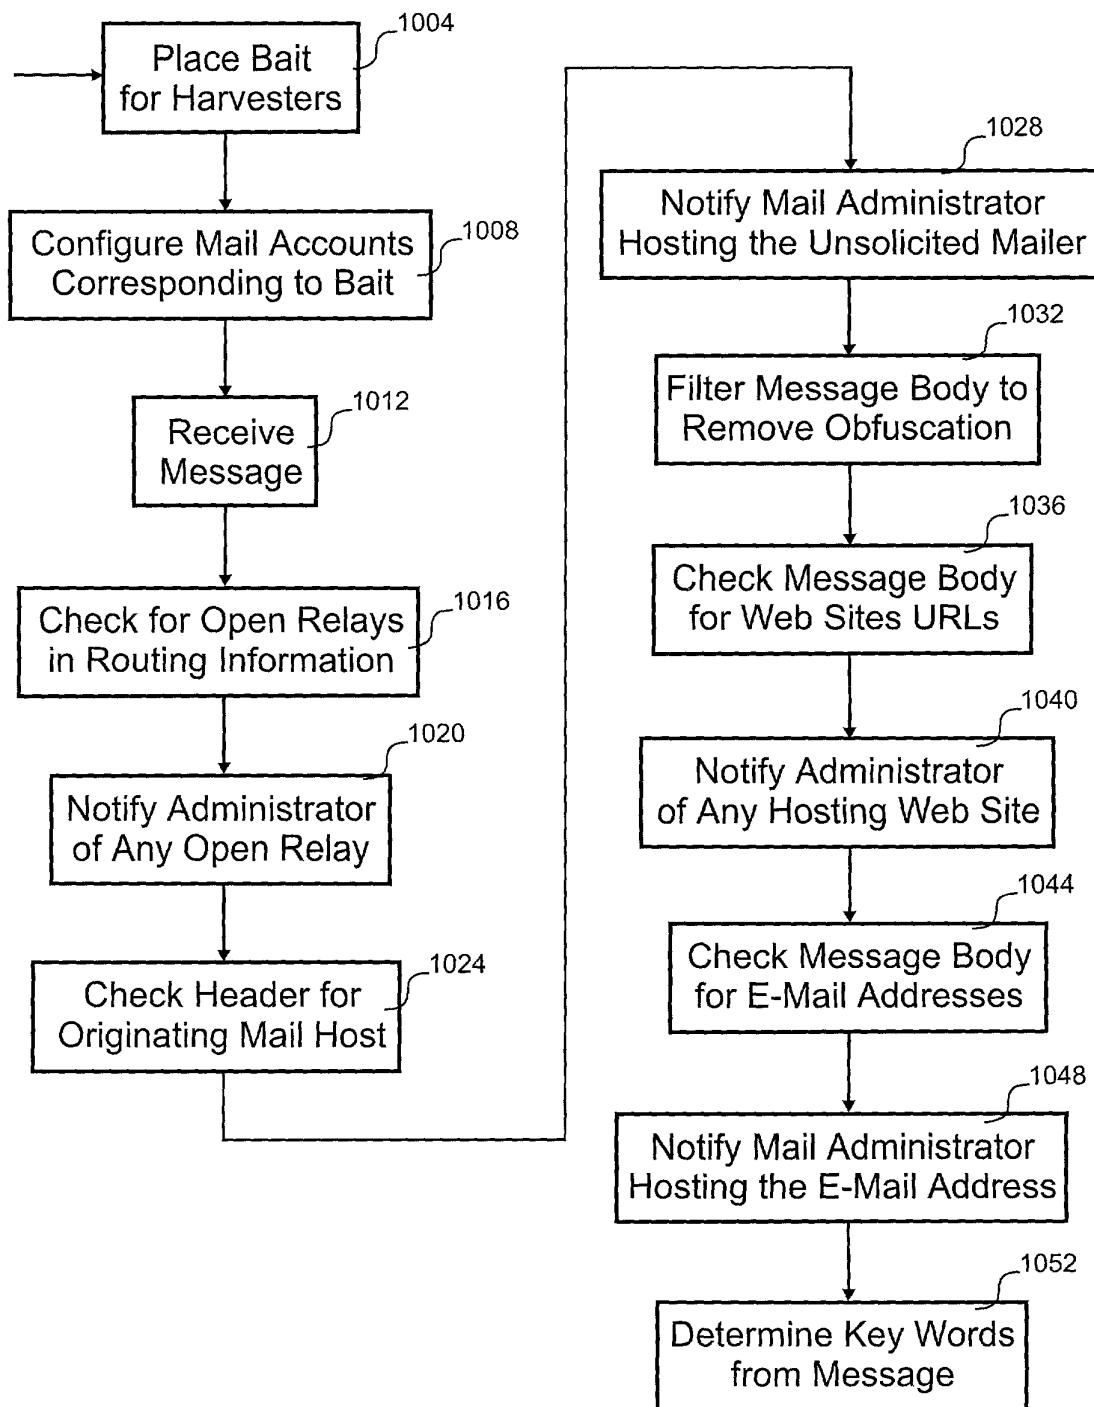 1004
Place Bait
for Harvesters
1008
Configure Mail Accounts
Corresponding to Bait
1012
Receive
Message
1016
Check for Open Relays
in Routing Information
1020
Notify Administrator
of Any Open Relay
1024
Check Header for
Originating Mail Host
1028
Notify Mail Administrator
Hosting the Unsolicited Mailer
1032
Filter Message Body to
Remove Obfuscation
1036
Check Message Body
for Web Sites URLs
1040
Notify Administrator
of Any Hosting Web Site
1044
Check Message Body
for E-Mail Addresses
1048
Notify Mail Administrator
Hosting the E-Mail Address
1052
Determine Key Words
from Message